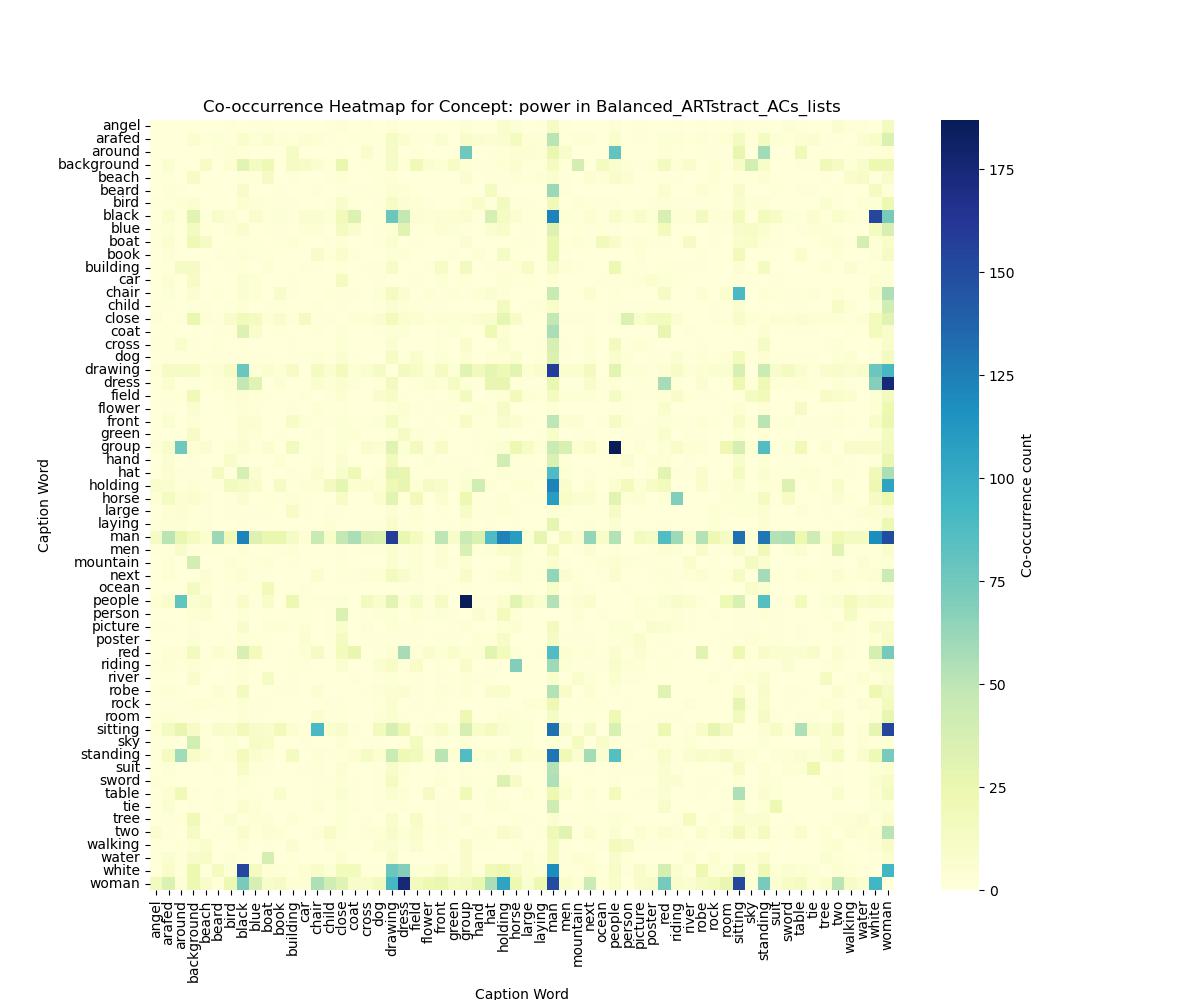 Co-occurrence Heatmap for Concept: power in Balanced_ARTstract_ACs_lists
angel
arafed
around
background
beach
beard
bird
black
blue
boat
book
building
car
chair
child
close
coat
cross
dog
drawing
dress
field
flower
front
green
group
hand
hat
holding
horse
large
laying
man
men
mountain
next
ocean
people
person
picture
poster
red
riding
river
robe
rock
room
sitting
sky
standing
suit
sword
table
tie
tree
two
walking
water
white
woman
Caption Word
angel
arafed
around
background
beach
beard
bird
black
blue
boat
book
building
car
chair
child
close
coat
cross
dog
drawing
dress
field
flower
front
green
group
hand
hat
holding
horse
large
laying
man
men
mountain
next
ocean
people
person
picture
poster
red
riding
river
robe
rock
room
sitting
sky
standing
suit
sword
table
tie
tree
two
walking
water
white
woman
Caption Word
175
150
125
100
75
50
25
0
Co-occurrence count